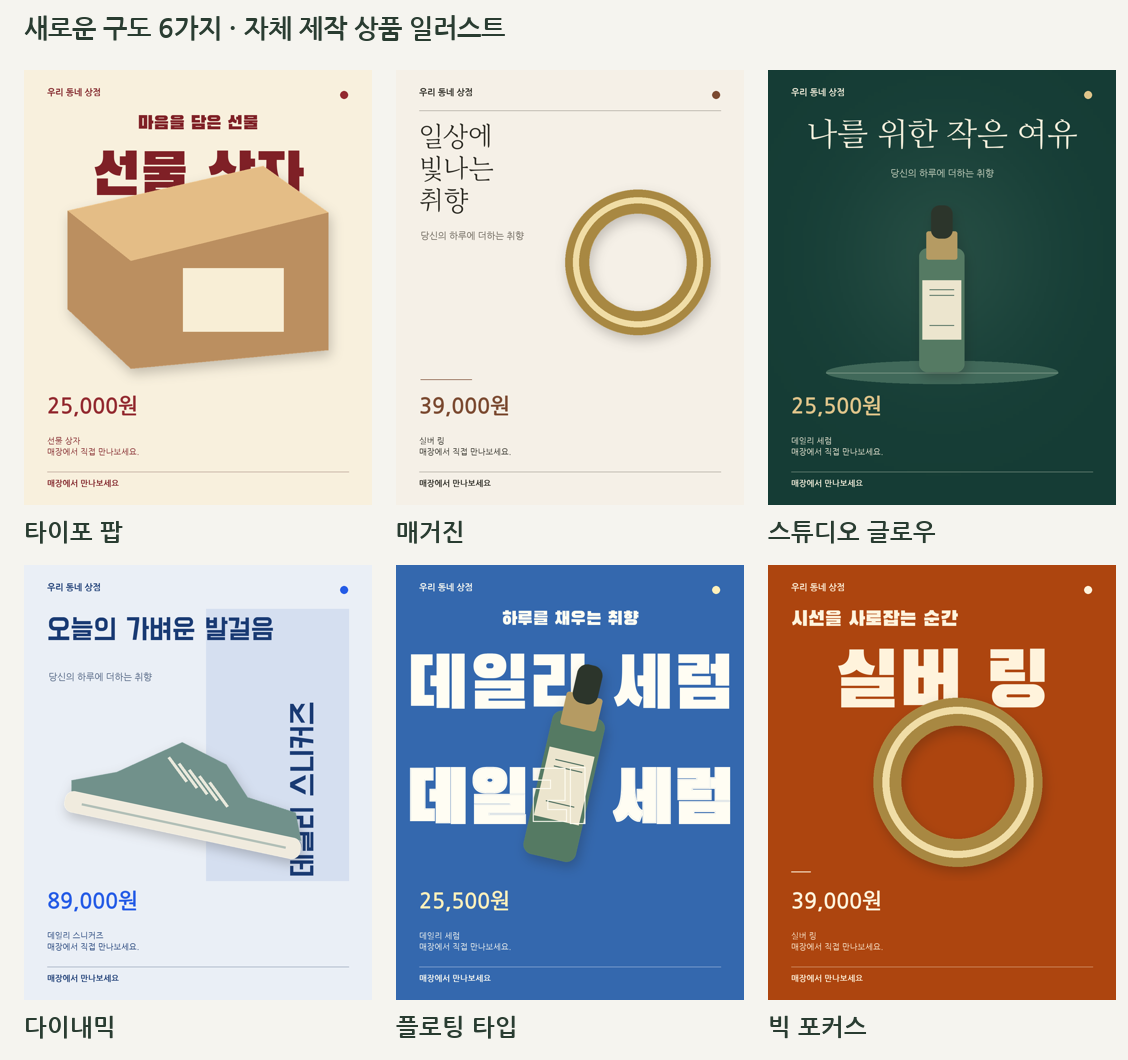 새로운 구도 6가지 · 자체 제작 상품 일러스트
우리 동네 상점
마음을 담은 선물
선물 상자
25,000원
선물 상자
매장에서 직접 만나보세요.
매장에서 만나보세요
타이포 팝
우리 동네 상점
일상에
빛나는
취향
당신의 하루에 더하는 취향
39,000원
실버 링
매장에서 직접 만나보세요.
매장에서 만나보세요
매거진
우리 동네 상점
나를 위한 작은 여유
당신의 하루에 더하는 취향
25,500원
데일리 세럼
매장에서 직접 만나보세요.
매장에서 만나보세요
스튜디오 글로우
우리 동네 상점
오늘의 가벼운 발걸음
당신의 하루에 더하는 취향
데일리 스니커즈
89,000원
데일리 스니커즈
매장에서 직접 만나보세요.
매장에서 만나보세요
다이내믹
우리 동네 상점
하루를 채우는 취향
데일리 세럼
데일리 세럼
25,500원
데일리 세럼
매장에서 직접 만나보세요.
매장에서 만나보세요
플로팅 타입
우리 동네 상점
시선을 사로잡는 순간
실버 링
39,000원
실버 링
매장에서 직접 만나보세요.
매장에서 만나보세요
빅 포커스